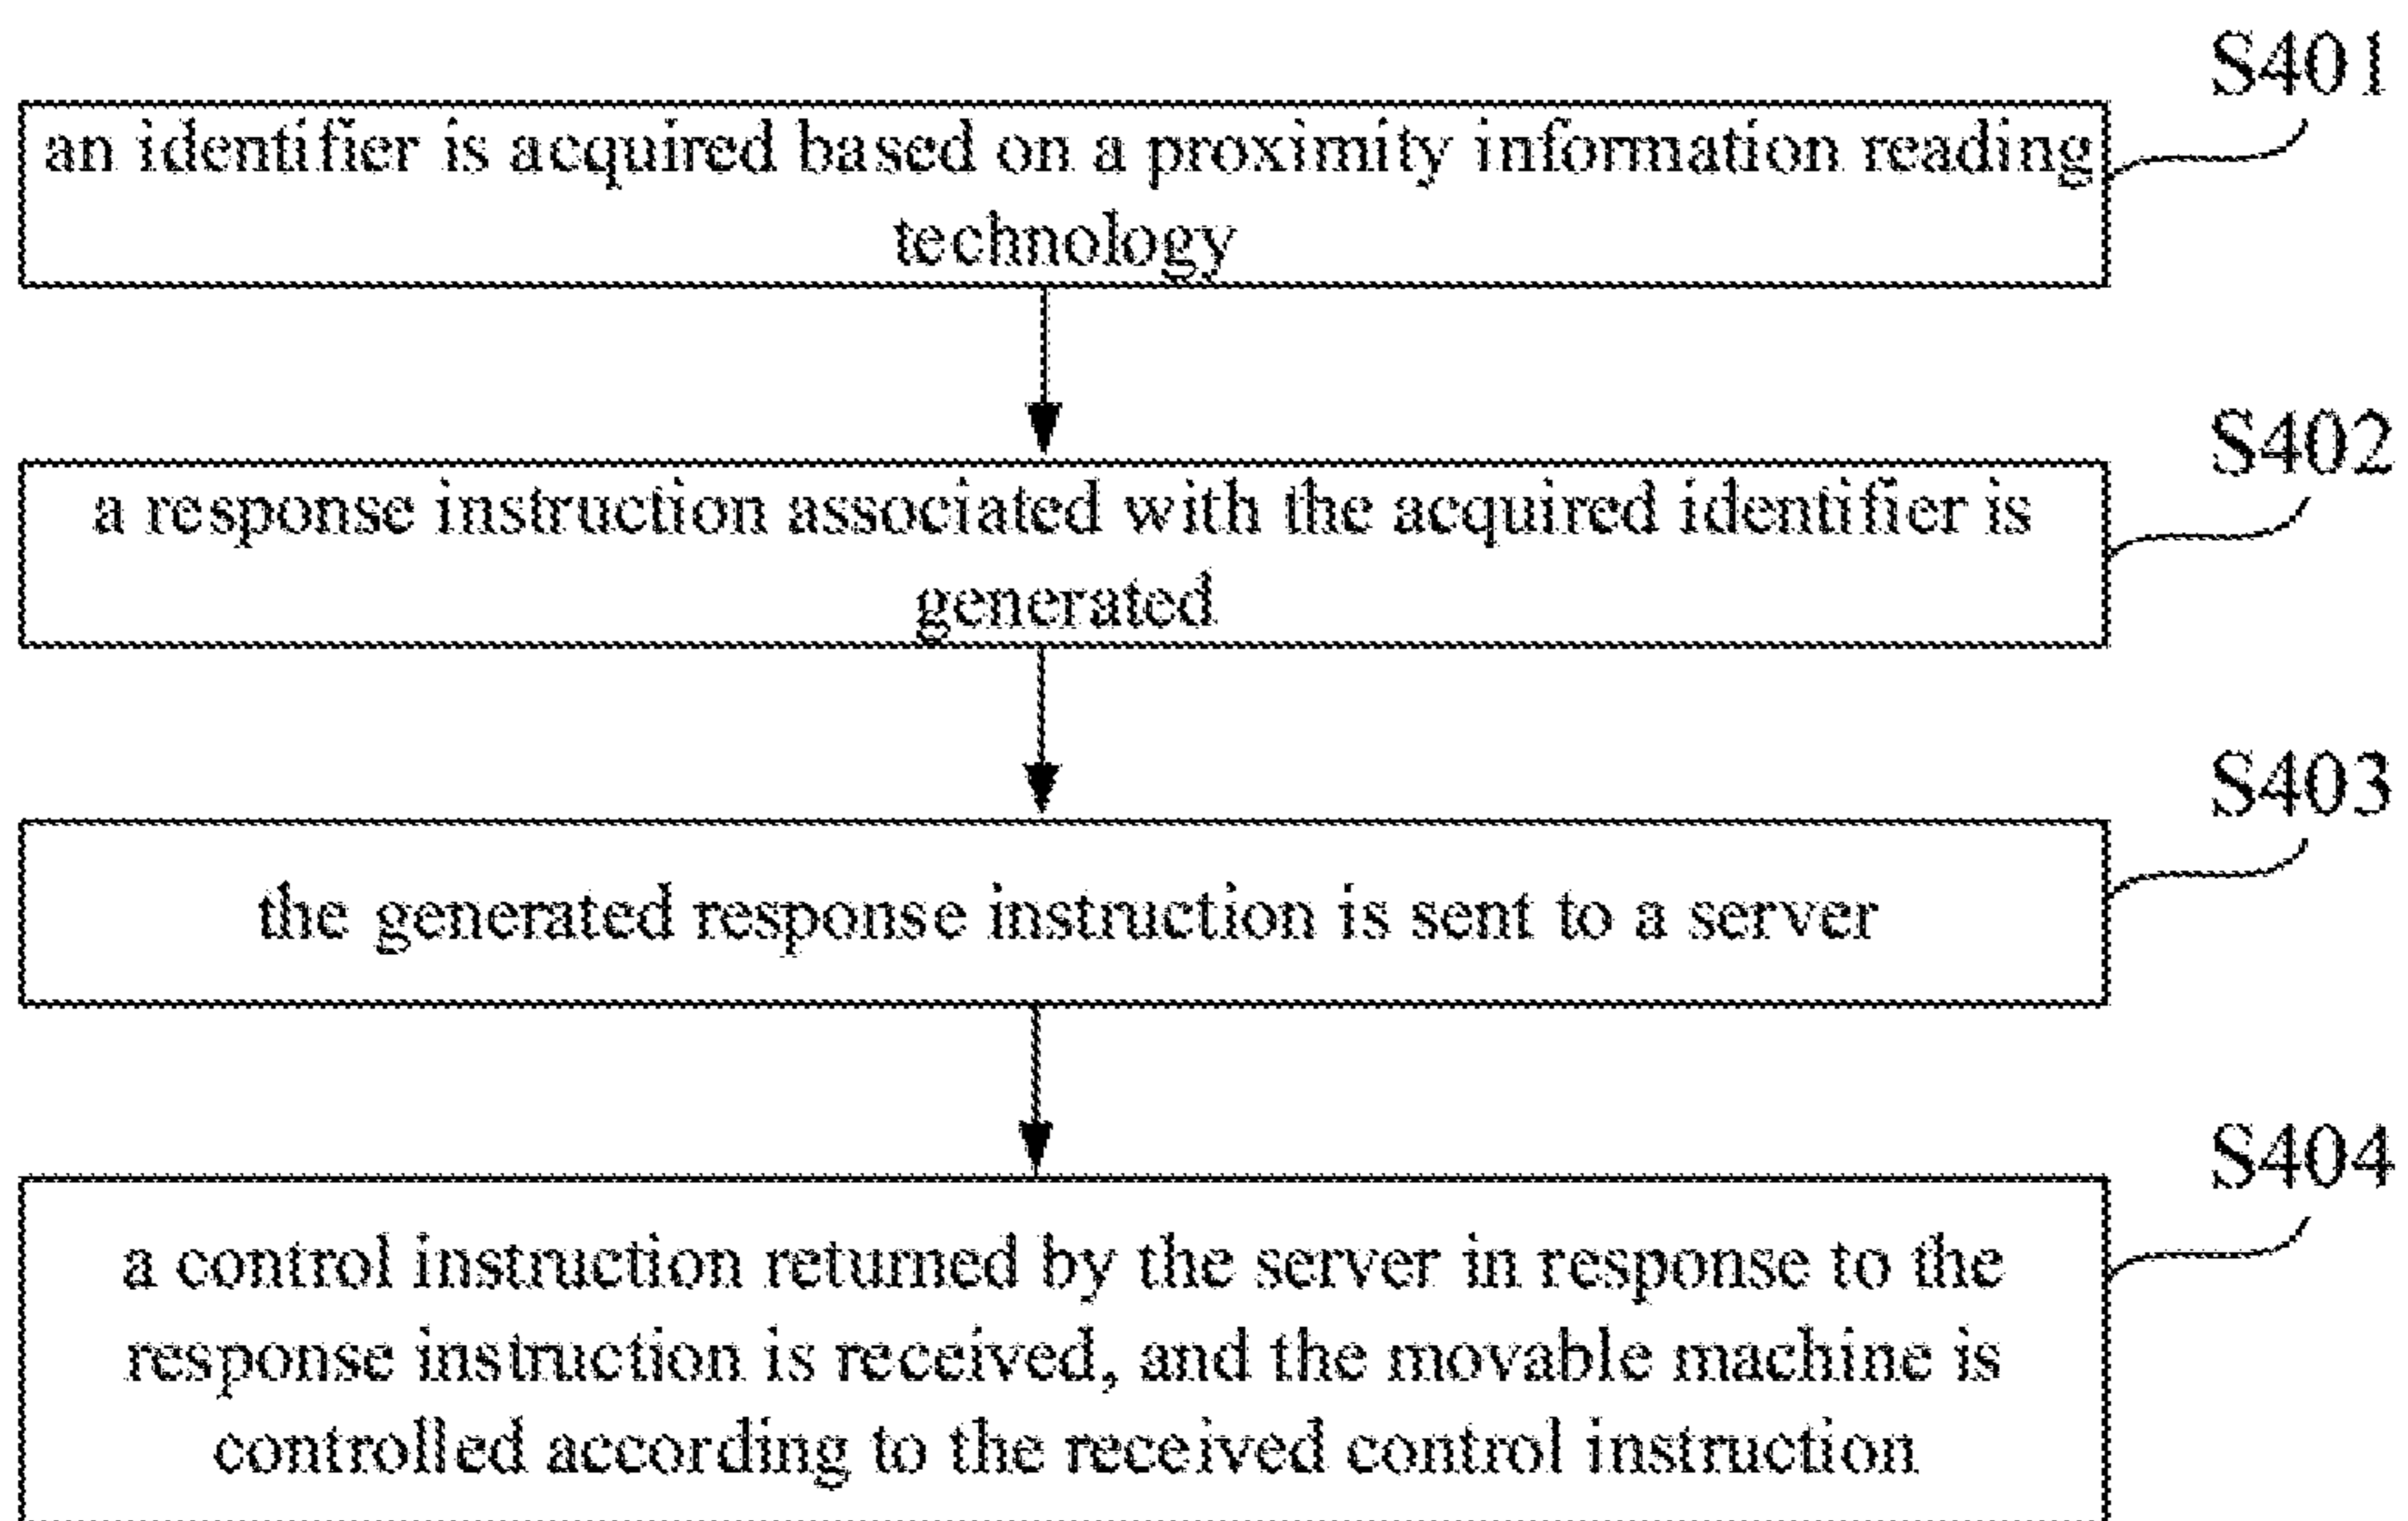 S401
an identifier is acquired based on a proximity information reading
technology
S402
a response instruction associated with the acquired identifier is
generated
S403
the generated response instruction is sent to a server
S404
a control instruction returned by the server in response to the
response instruction is received, and the movable machine is
controlled according to the received control instruction